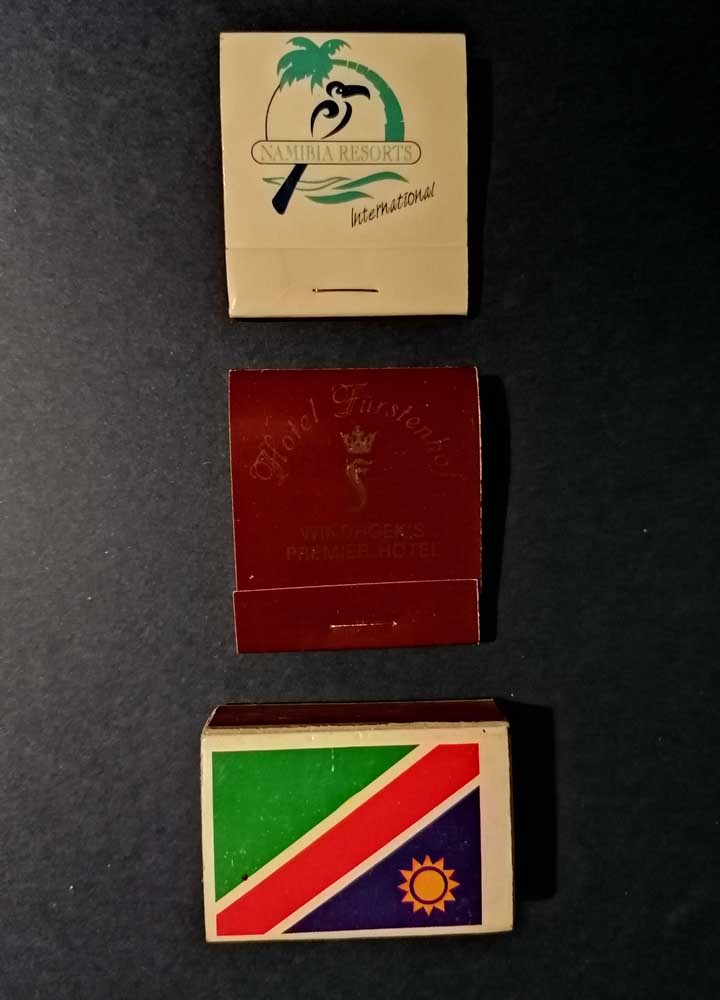 NAMIBIA RESORTS
International
Hotel Fürstenhof
WINDHOEK'S
PREMIER HOTEL